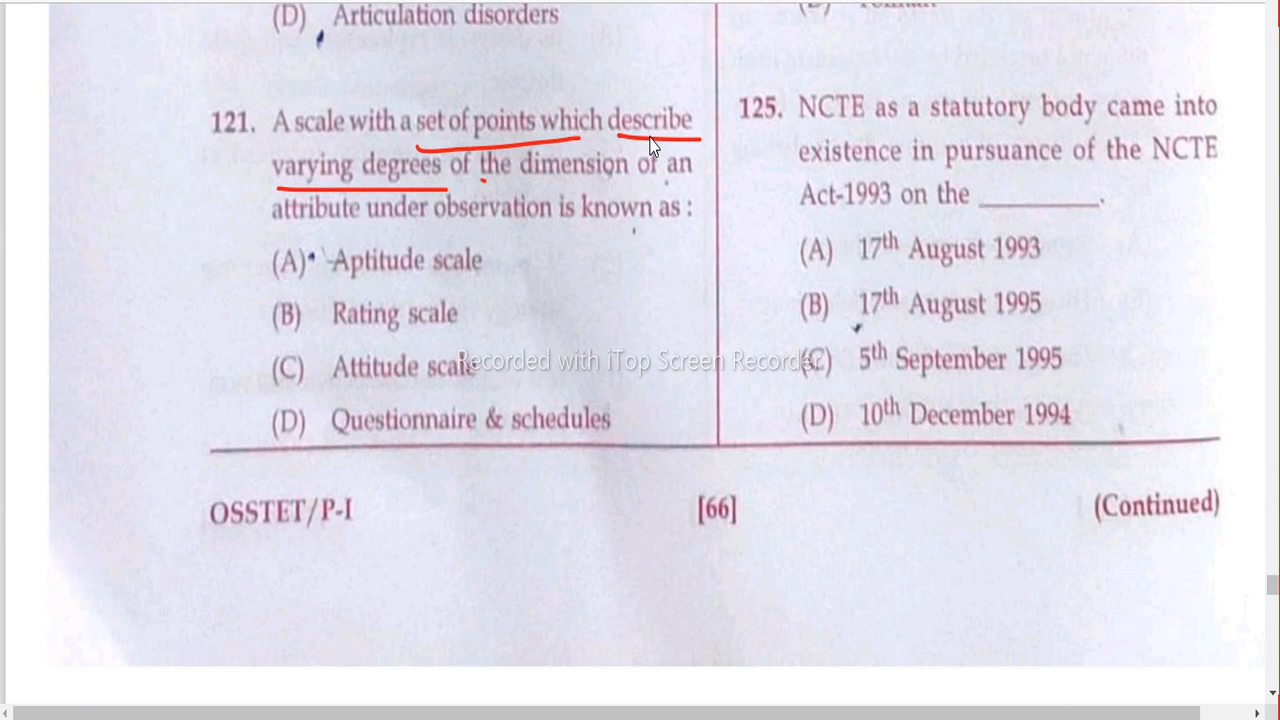 (D) Articulation disorders
121. A scale with a set of points which describe
varying degrees of the dimension of an
attribute under observation is known as :
(A) Aptitude scale
(B) Rating scale
(C) Attitude scale
(D) Questionnaire & schedules
125. NCTE as a statutory body came into
existence in pursuance of the NCTE
Act-1993 on the __________.
(A) 17th August 1993
(B) 17th August 1995
(C) 5th September 1995
(D) 10th December 1994
Recorded with iTop Screen Recorder
OSSTET/P-I
[66]
(Continued)